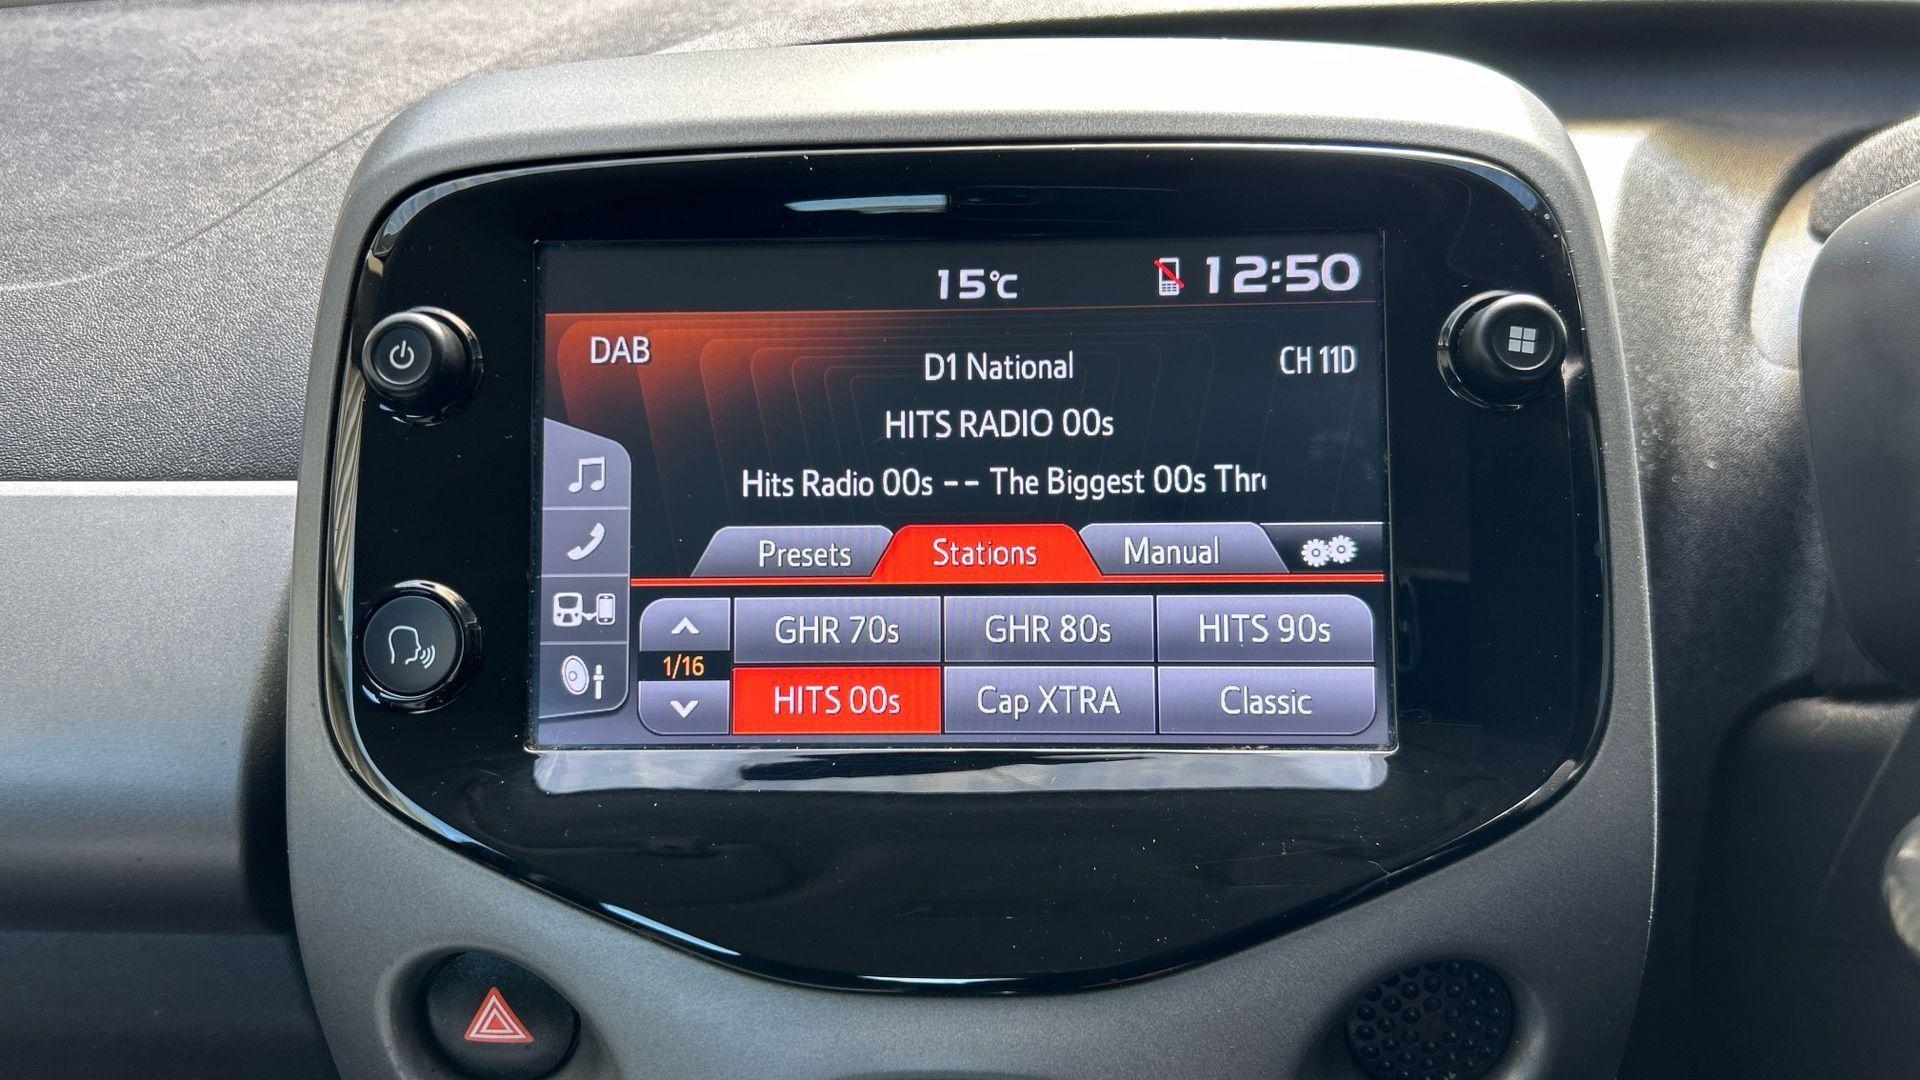 15°C 12:50
DAB D1 National CH 11D
HITS RADIO 00s
Hits Radio 00s -- The Biggest 00s Thr
Presets Stations Manual
GHR 70s GHR 80s HITS 90s
1/16
HITS 00s Cap XTRA Classic